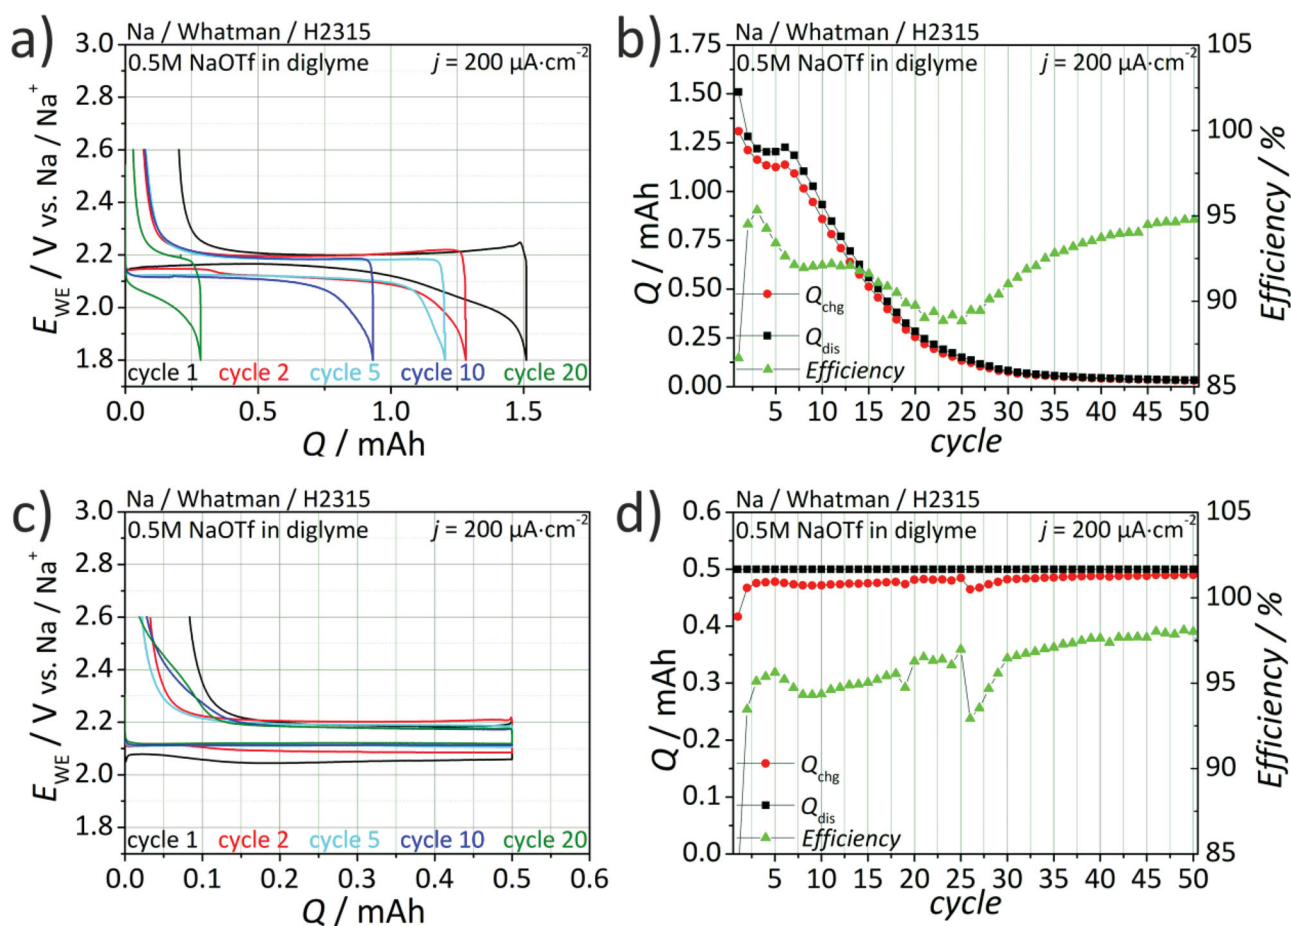 a)
Na / Whatman / H2315
0.5M NaOTf in diglyme j = 200 µA·cm⁻²
E_WE / V vs. Na / Na⁺
3.0
2.8
2.6
2.4
2.2
2.0
1.8
cycle 1 cycle 2 cycle 5 cycle 10 cycle 20
0.0 0.5 1.0 1.5
Q / mAh
b)
Na / Whatman / H2315
0.5M NaOTf in diglyme j = 200 µA·cm⁻²
Q / mAh
1.75
1.50
1.25
1.00
0.75
0.50
0.25
0.00
Q_chg
Q_dis
Efficiency
105
100
95
90
85
Efficiency / %
5 10 15 20 25 30 35 40 45 50
cycle
c)
Na / Whatman / H2315
0.5M NaOTf in diglyme j = 200 µA·cm⁻²
E_WE / V vs. Na / Na⁺
3.0
2.8
2.6
2.4
2.2
2.0
1.8
cycle 1 cycle 2 cycle 5 cycle 10 cycle 20
0.0 0.1 0.2 0.3 0.4 0.5 0.6
Q / mAh
d)
Na / Whatman / H2315
0.5M NaOTf in diglyme j = 200 µA·cm⁻²
Q / mAh
0.6
0.5
0.4
0.3
0.2
0.1
0.0
Q_chg
Q_dis
Efficiency
105
100
95
90
85
Efficiency / %
5 10 15 20 25 30 35 40 45 50
cycle